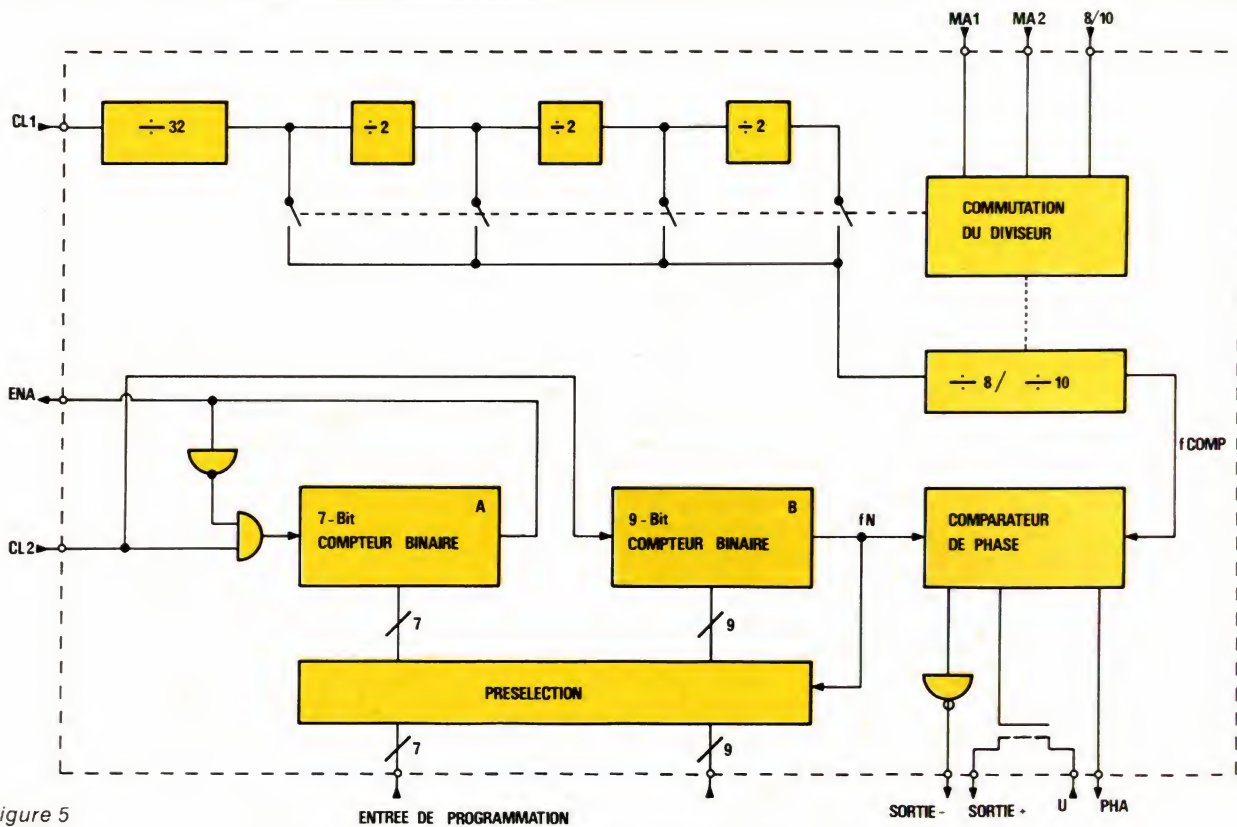 MA1 MA2 8/10
CL1
÷ 32
÷ 2
÷ 2
÷ 2
COMMUTATION
DU DIVISEUR
÷ 8 / ÷ 10
ENA
f COMP
7 - Bit A
COMPTEUR BINAIRE
9 - Bit B
COMPTEUR BINAIRE
fN
COMPARATEUR
DE PHASE
CL2
7
9
PRESELECTION
7
9
SORTIE - SORTIE + U PHA
igure 5
ENTREE DE PROGRAMMATION